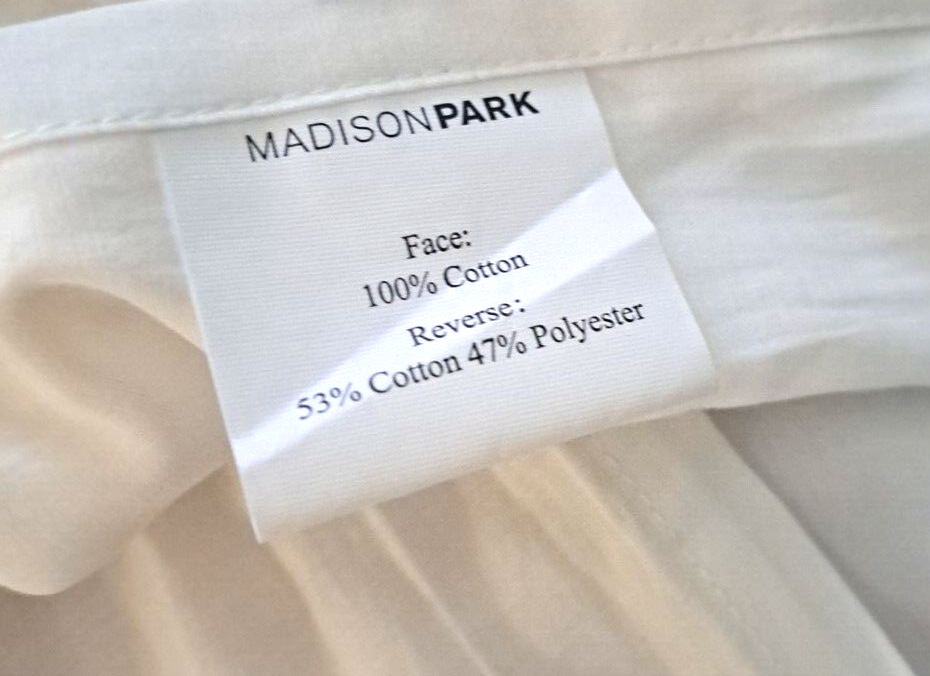 MADISONPARK
Face:
100% Cotton
Reverse:
53% Cotton 47% Polyester